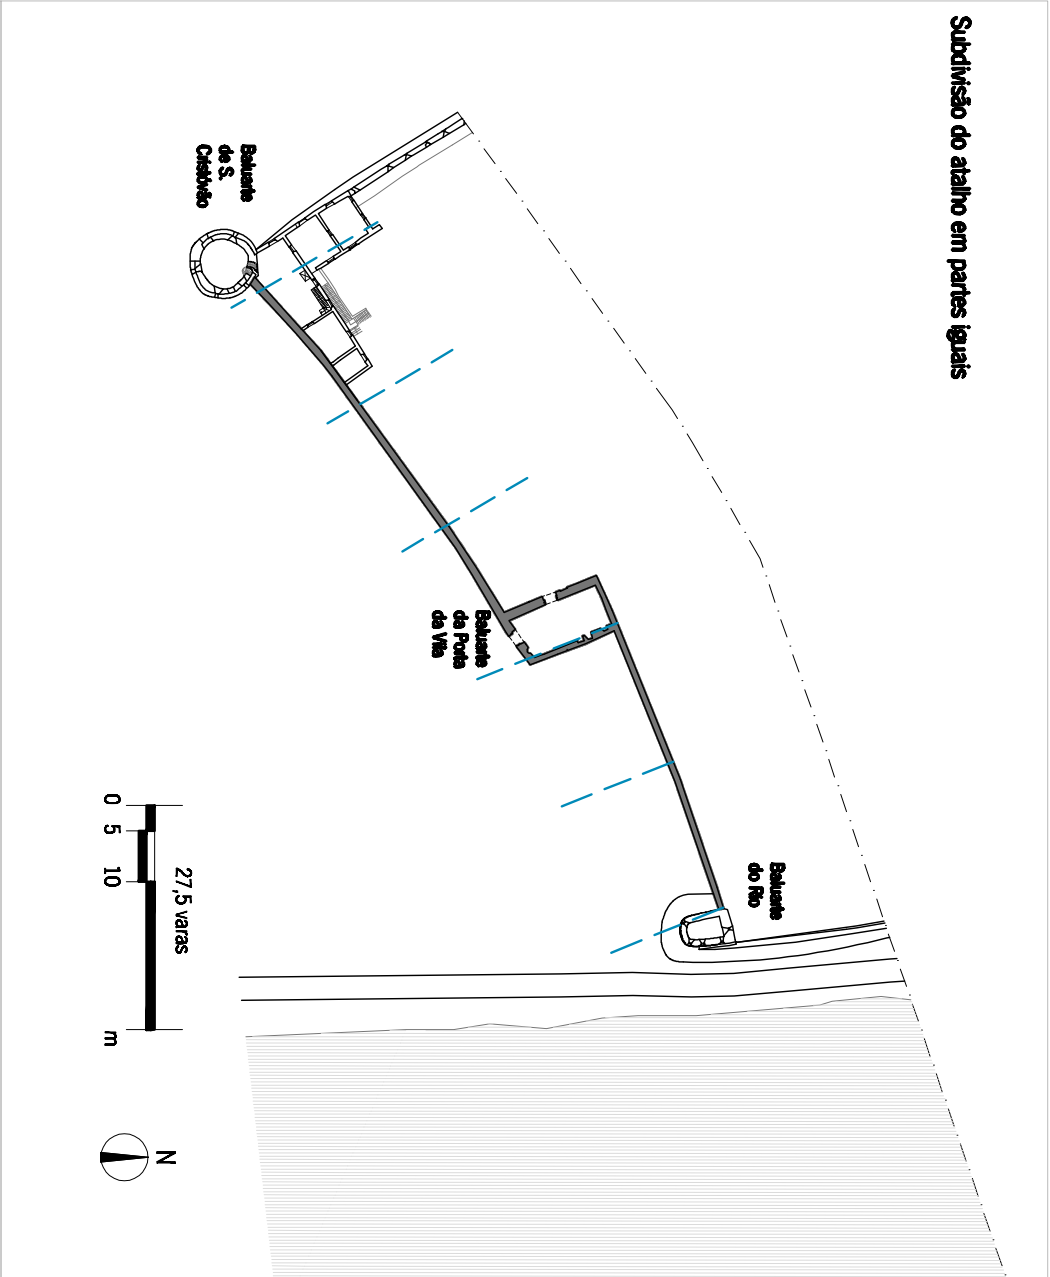 Subdivisão do atalho em partes iguais
Baluarte
de S.
Cristóvão
Baluarte
da Porta
da Vila
Baluarte
do Rio
27,5 varas
0 5 10 m
N